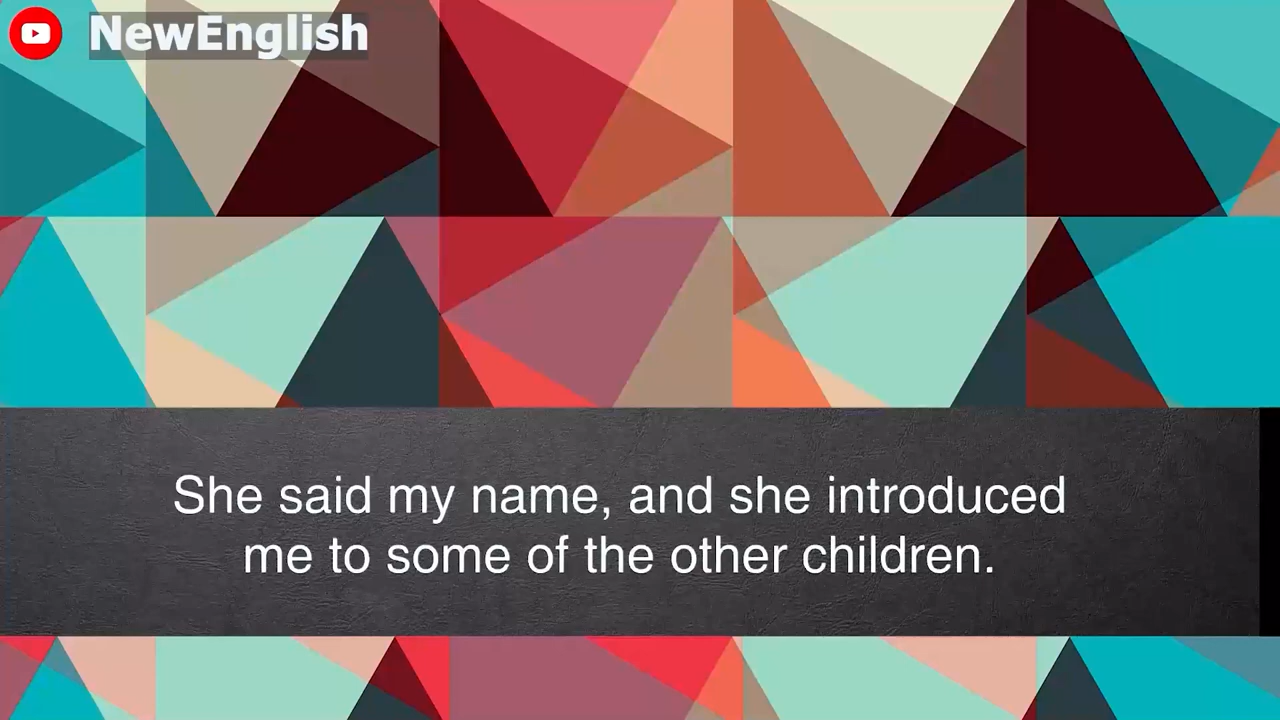 NewEnglish
She said my name, and she introduced
me to some of the other children.